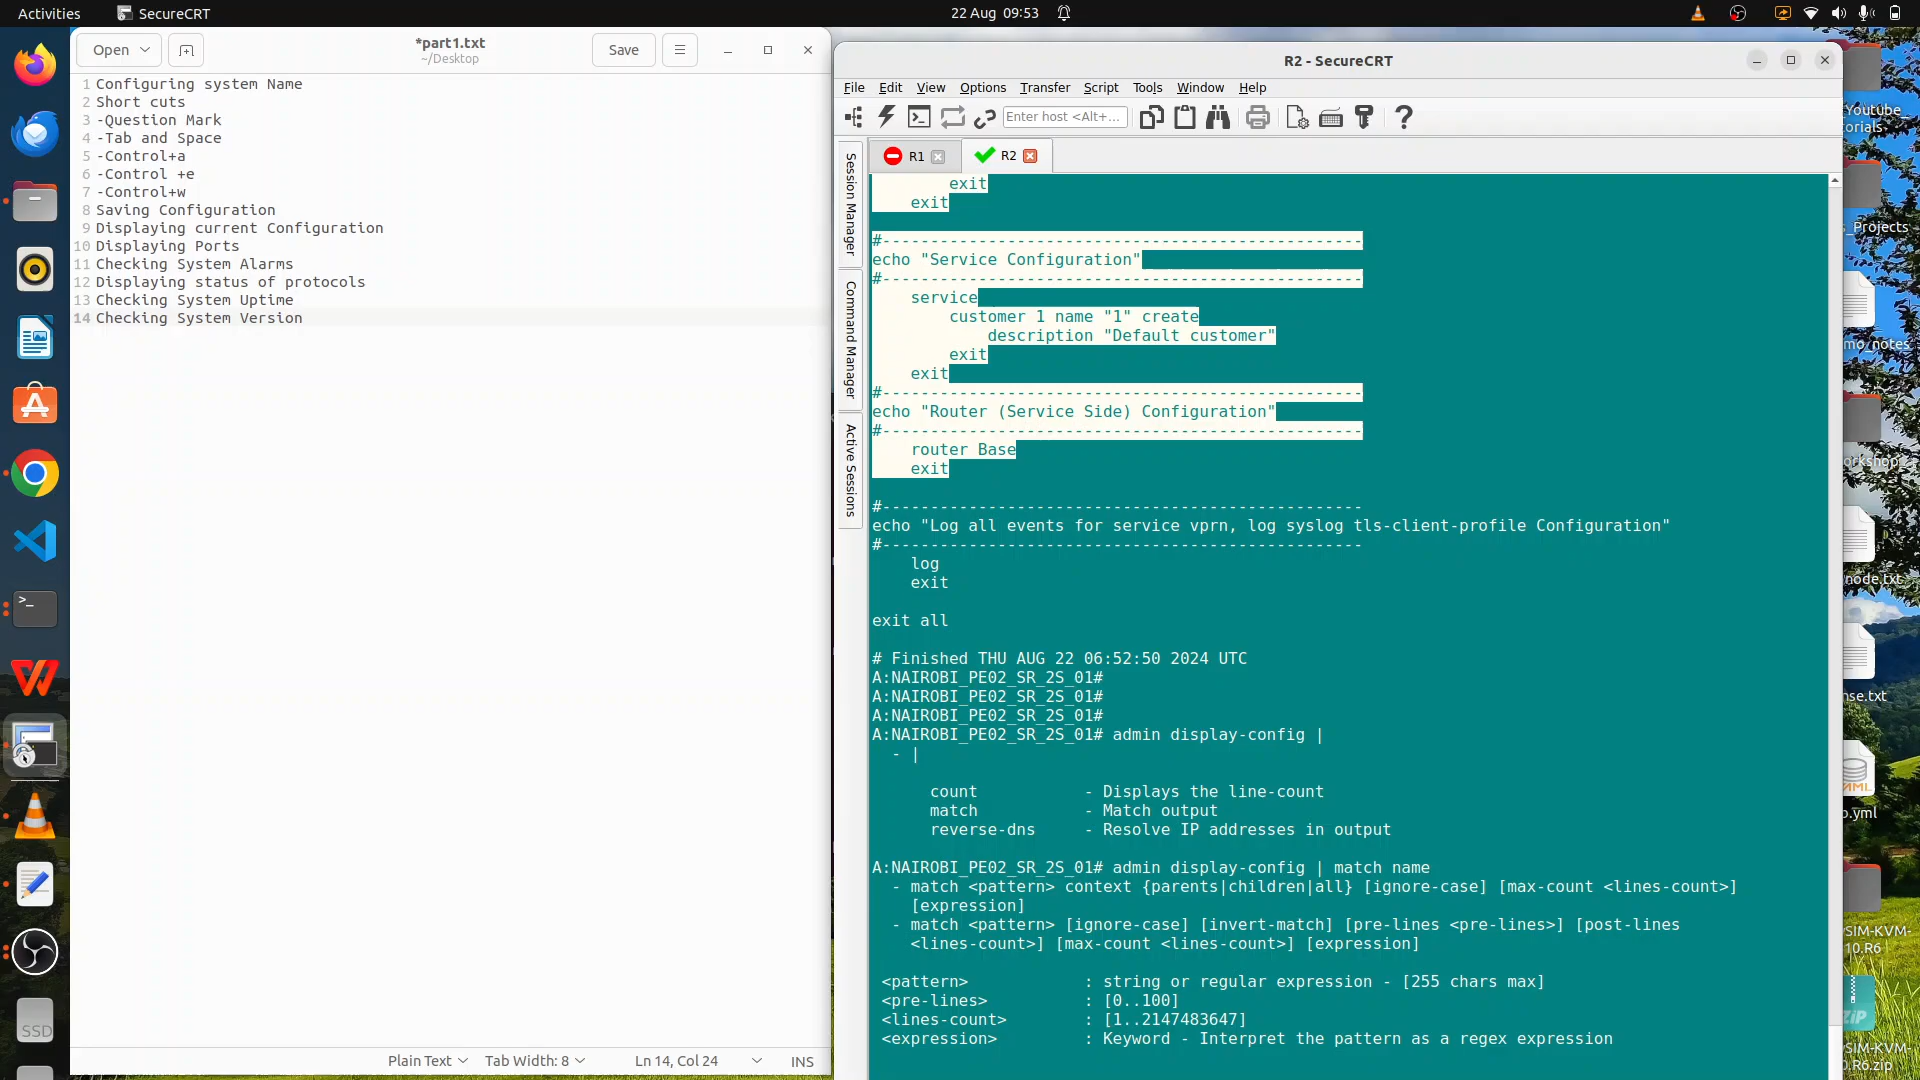 Activities
SecureCRT
22 Aug 09:53
Open
*part1.txt
~/Desktop
Save
1 Configuring system Name
2 Short cuts
3 -Question Mark
4 -Tab and Space
5 -Control+a
6 -Control +e
7 -Control+w
8 Saving Configuration
9 Displaying current Configuration
10 Displaying Ports
11 Checking System Alarms
12 Displaying status of protocols
13 Checking System Uptime
14 Checking System Version
Plain Text
Tab Width: 8
Ln 14, Col 24
INS
R2 - SecureCRT
File Edit View Options Transfer Script Tools Window Help
Enter host <Alt+...
R1
R2
Session Manager
Command Manager
Active Sessions
exit
exit
#--------------------------------------------------
echo "Service Configuration"
#--------------------------------------------------
service
customer 1 name "1" create
description "Default customer"
exit
exit
#--------------------------------------------------
echo "Router (Service Side) Configuration"
#--------------------------------------------------
router Base
exit
#--------------------------------------------------
echo "Log all events for service vprn, log syslog tls-client-profile Configuration"
#--------------------------------------------------
log
exit
exit all
# Finished THU AUG 22 06:52:50 2024 UTC
A:NAIROBI_PE02_SR_2S_01#
A:NAIROBI_PE02_SR_2S_01#
A:NAIROBI_PE02_SR_2S_01#
A:NAIROBI_PE02_SR_2S_01# admin display-config |
- |
count - Displays the line-count
match - Match output
reverse-dns - Resolve IP addresses in output
A:NAIROBI_PE02_SR_2S_01# admin display-config | match name
- match <pattern> context {parents|children|all} [ignore-case] [max-count <lines-count>]
[expression]
- match <pattern> [ignore-case] [invert-match] [pre-lines <pre-lines>] [post-lines
<lines-count>] [max-count <lines-count>] [expression]
<pattern> : string or regular expression - [255 chars max]
<pre-lines> : [0..100]
<lines-count> : [1..2147483647]
<expression> : Keyword - Interpret the pattern as a regex expression
SSD
Youtube_
orials
_Projects
mo_notes
orkshop
node.txt
nse.txt
YAML
o.yml
SIM-KVM-
10.R6
ZIP
SIM-KVM-
0.R6.zip